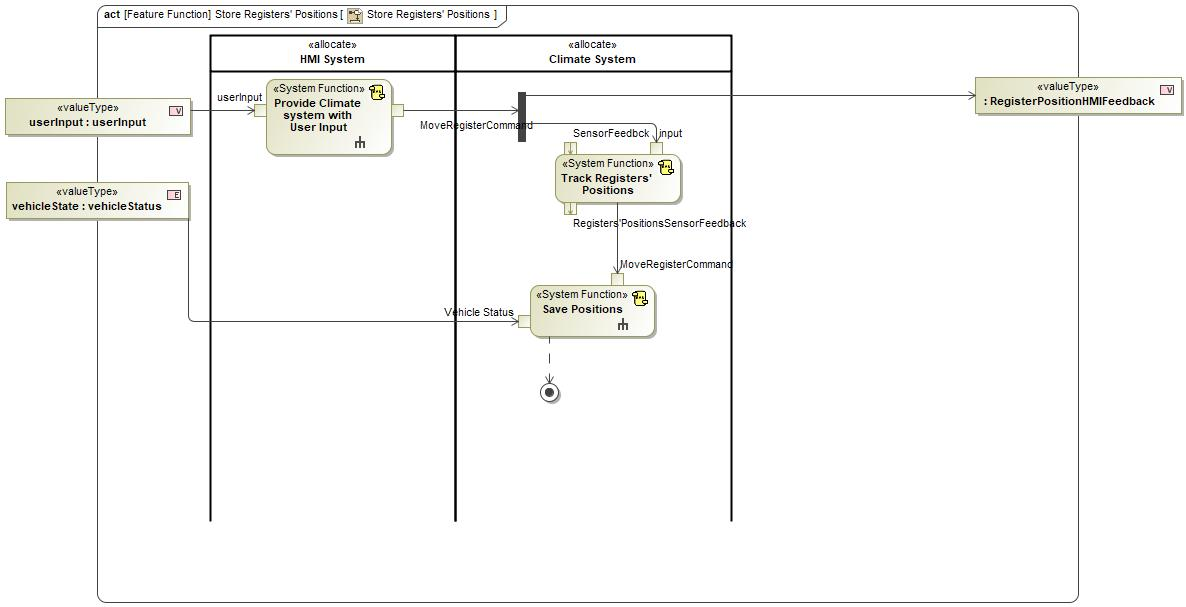 act [Feature Function] Store Registers' Positions [ Store Registers' Positions ]
«allocate»
HMI System
«allocate»
Climate System
«valueType»
userInput : userInput
V
userInput
«System Function»
Provide Climate
system with
User Input
MoveRegisterCommand
«valueType»
: RegisterPositionHMIFeedback
V
SensorFeedbck
input
«System Function»
Track Registers'
Positions
«valueType»
vehicleState : vehicleStatus
E
Registers'PositionsSensorFeedback
MoveRegisterCommand
«System Function»
Save Positions
Vehicle Status